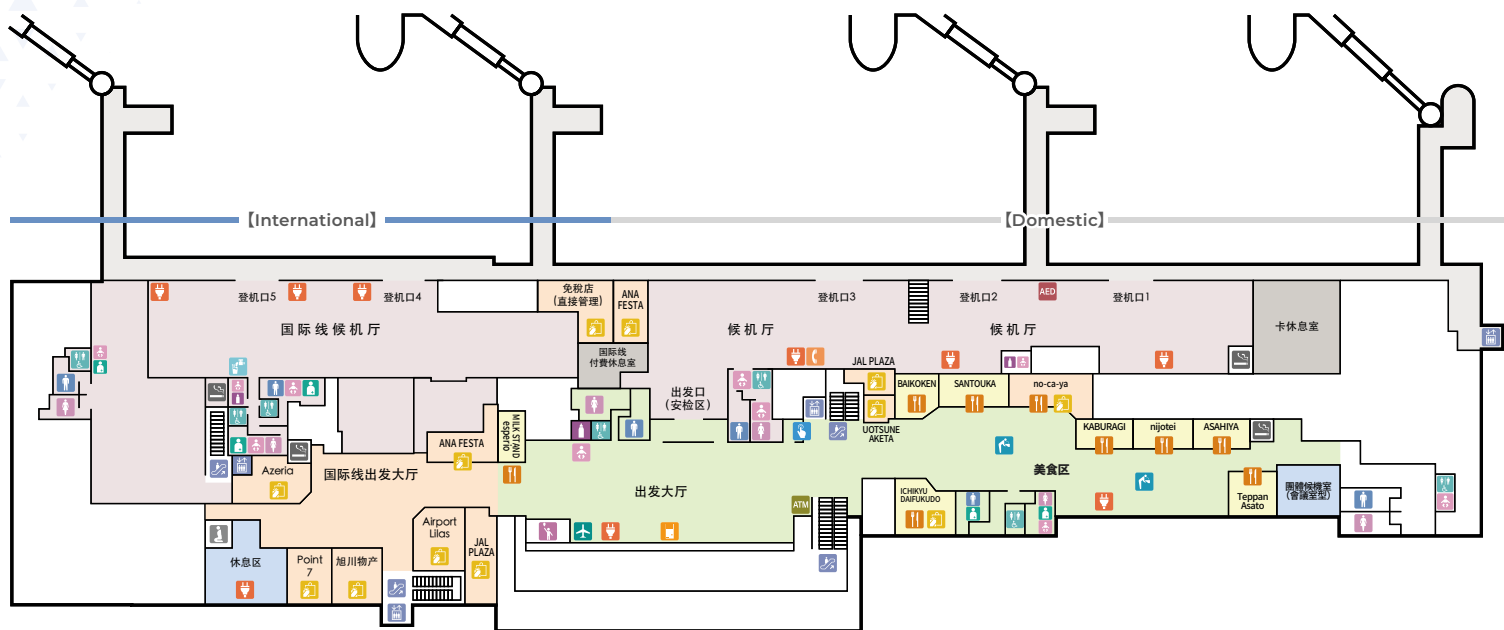 【International】
【Domestic】
免税店
(直接管理)
ANA
FESTA
登机口5
登机口4
登机口3
登机口2
AED
登机口1
国际线候机厅
候机厅
候机厅
卡休息室
国际线
付费休息室
JAL PLAZA
BAIKOKEN
SANTOUKA
no-ca-ya
出发口
(安检区)
UOTSUNE
AKETA
MILK STAND
espero
KABURAGI
nijotei
ASAHIYA
ANA FESTA
Azeria
国际线出发大厅
美食区
出发大厅
ICHIKYU
DAIFUKUDO
Teppan
Asato
團體候機室
(會議室型)
ATM
Airport
Lilas
JAL
PLAZA
休息区
Point
7
旭川物产